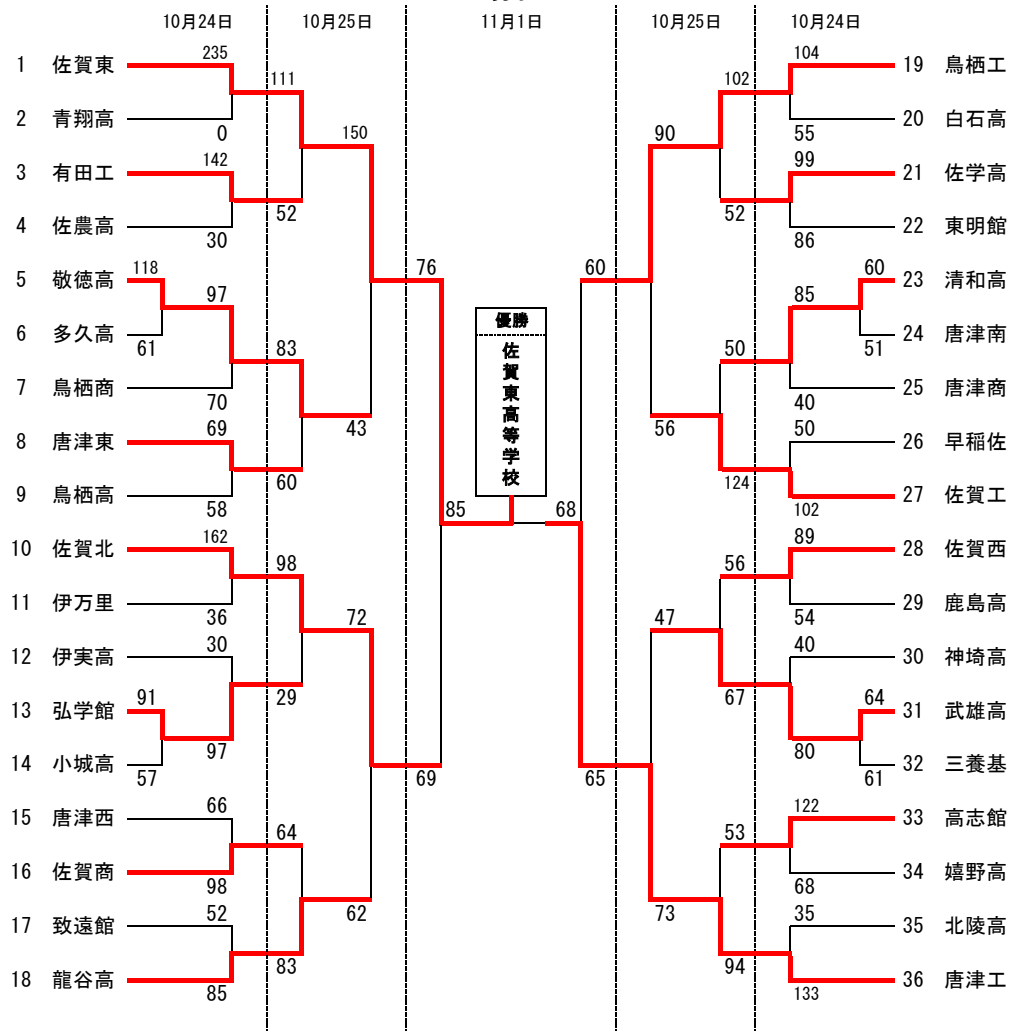 10月24日 10月25日 11月1日 10月25日 10月24日
235 104
1 佐賀東 111 102 19 鳥栖工
2 青翔高 150 90 20 白石高
0 55
142 99
3 有田工 21 佐学高
52 52
4 佐農高 22 東明館
30 86
118 76 60 60
5 敬徳高 23 清和高
97 85
6 多久高 優勝 24 唐津南
61 83 50 51
7 鳥栖商 25 唐津商
70 43 56 40
69 50
8 唐津東 26 早稲佐
60 124
9 鳥栖高 27 佐賀工
58 102
佐賀東高等学校
85 68
162 89
10 佐賀北 28 佐賀西
98 56
11 伊万里 29 鹿島高
36 72 47 54
30 40
12 伊実高 30 神埼高
91 29 67 64
13 弘学館 31 武雄高
97 80
14 小城高 32 三養基
57 69 65 61
66 122
15 唐津西 33 高志館
64 53
16 佐賀商 34 嬉野高
98 68
52 62 73 35
17 致遠館 35 北陵高
83 94
18 龍谷高 36 唐津工
85 133